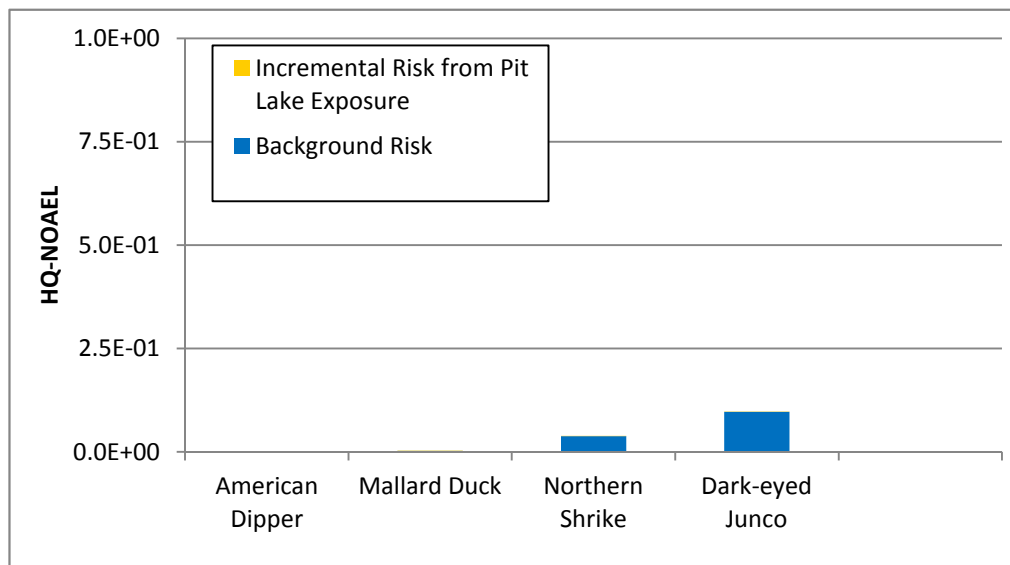 1.0E+00
7.5E-01
5.0E-01
2.5E-01
0.0E+00
HQ-NOAEL
Incremental Risk from Pit
Lake Exposure
Background Risk
American
Dipper
Mallard Duck
Northern
Shrike
Dark-eyed
Junco